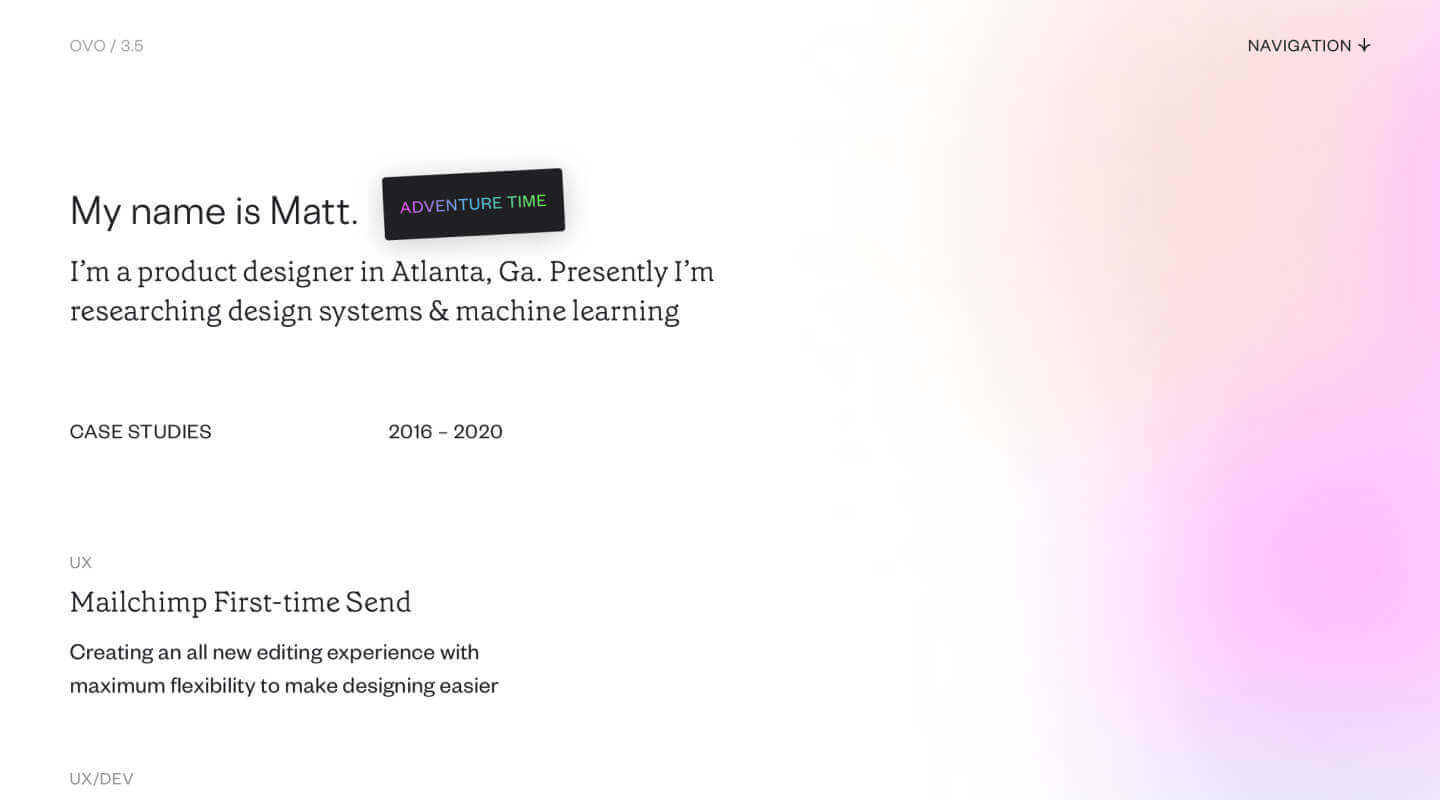 OVO / 3.5
NAVIGATION ↓
My name is Matt.
ADVENTURE TIME
I’m a product designer in Atlanta, Ga. Presently I’m
researching design systems & machine learning
CASE STUDIES
2016 – 2020
UX
Mailchimp First-time Send
Creating an all new editing experience with
maximum flexibility to make designing easier
UX/DEV